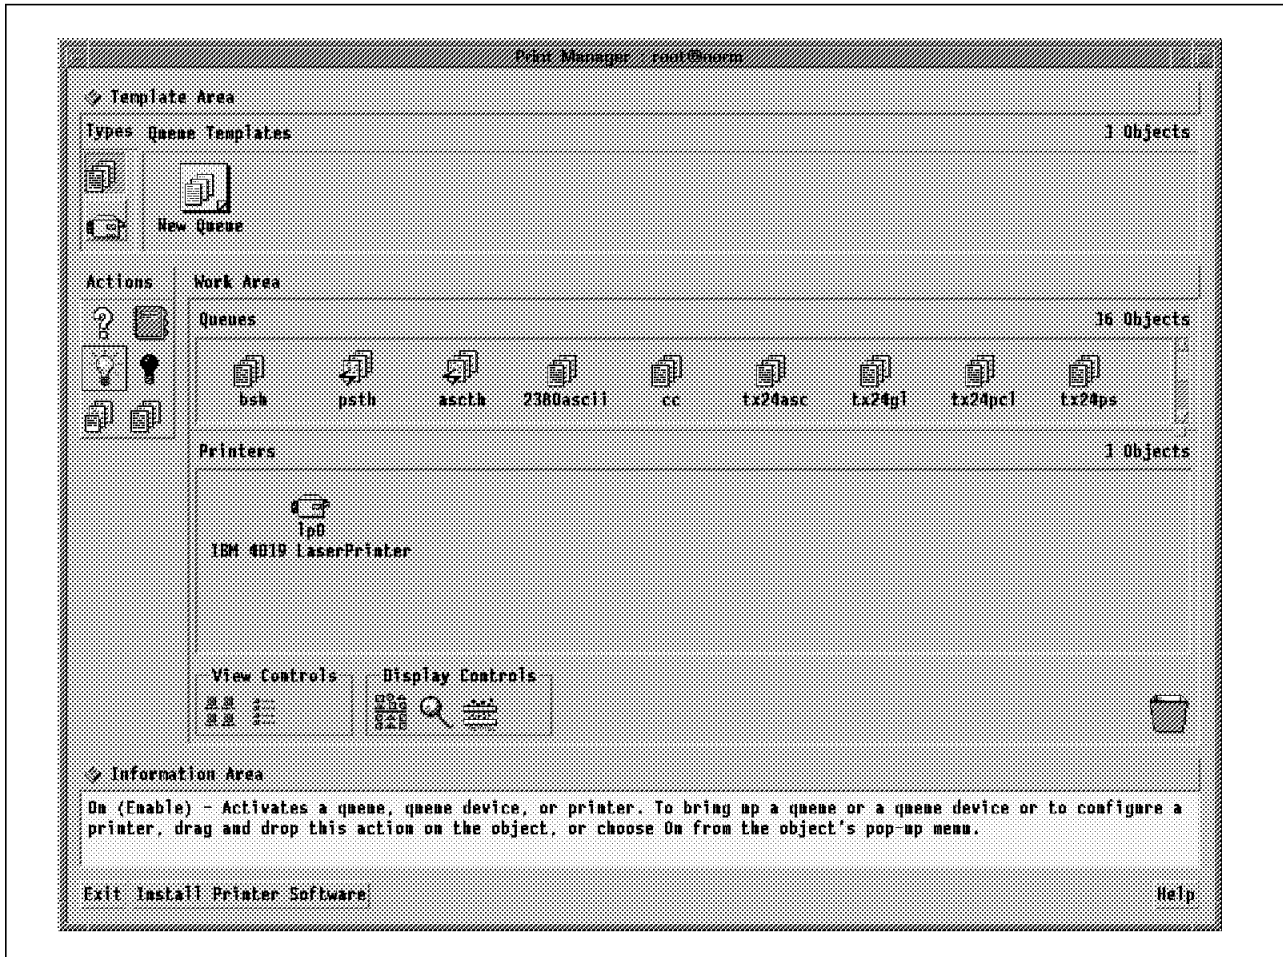 Print Manager : root@norm
Template Area
Types Queue Templates 1 Objects
New Queue
Actions Work Area
Queues 16 Objects
bsh psth ascth 2380ascii cc tx24asc tx24gl tx24pcl tx24ps
Printers 1 Objects
lp0
IBM 4019 LaserPrinter
View Controls Display Controls
Information Area
On (Enable) - Activates a queue, queue device, or printer. To bring up a queue or a queue device or to configure a
printer, drag and drop this action on the object, or choose On from the object's pop-up menu.
Exit Install Printer Software Help